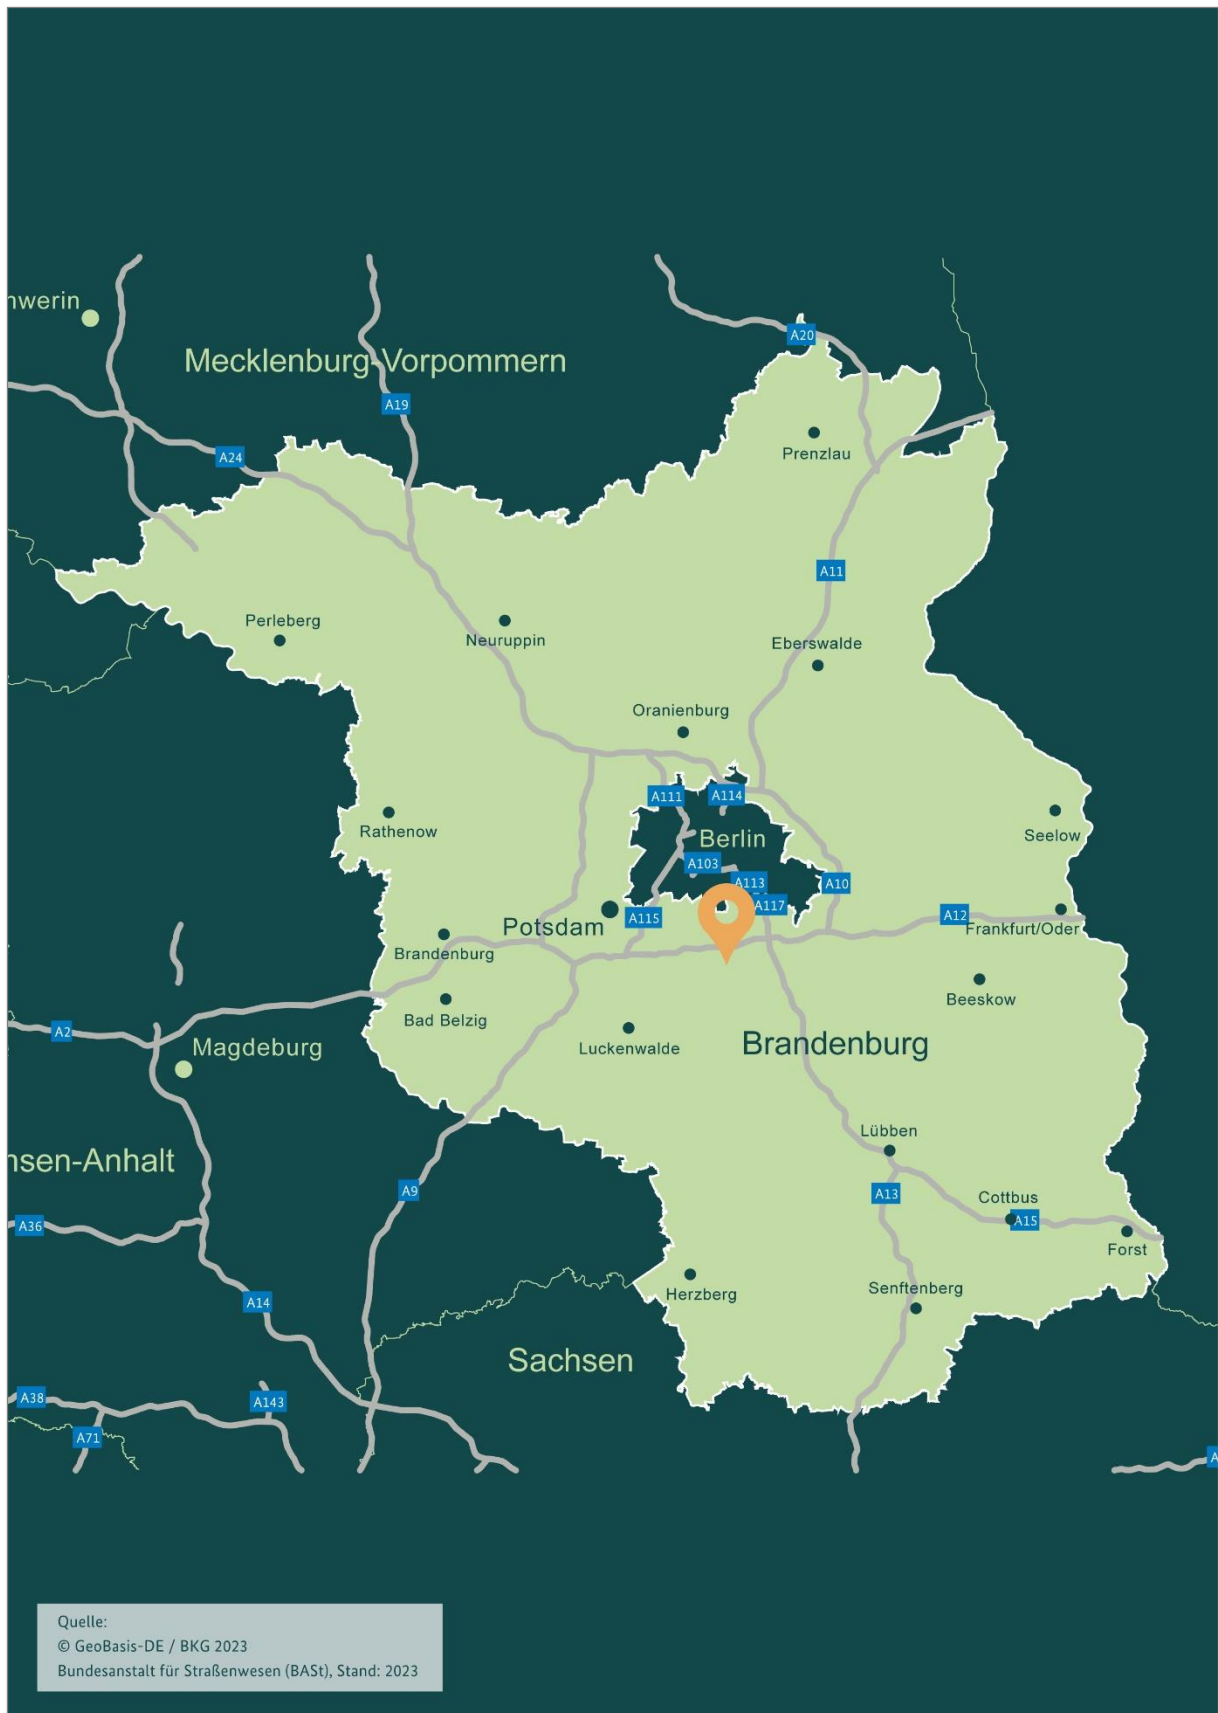 nwerin
A20
Mecklenburg-Vorpommern
A19
Prenzlau
A24
A11
Perleberg
Neuruppin
Eberswalde
Oranienburg
A111
A114
Rathenow
Berlin
Seelow
A103
A113
A10
A117
A115
A12
Potsdam
Frankfurt/Oder
Brandenburg
Beeskow
Bad Belzig
A2
Magdeburg
Luckenwalde
Brandenburg
Lübben
nsen-Anhalt
A9
A13
Cottbus
A15
A36
Forst
Herzberg
Senftenberg
A14
Sachsen
A38
A143
A71
A
Quelle:
© GeoBasis-DE / BKG 2023
Bundesanstalt für Straßenwesen (BASt), Stand: 2023